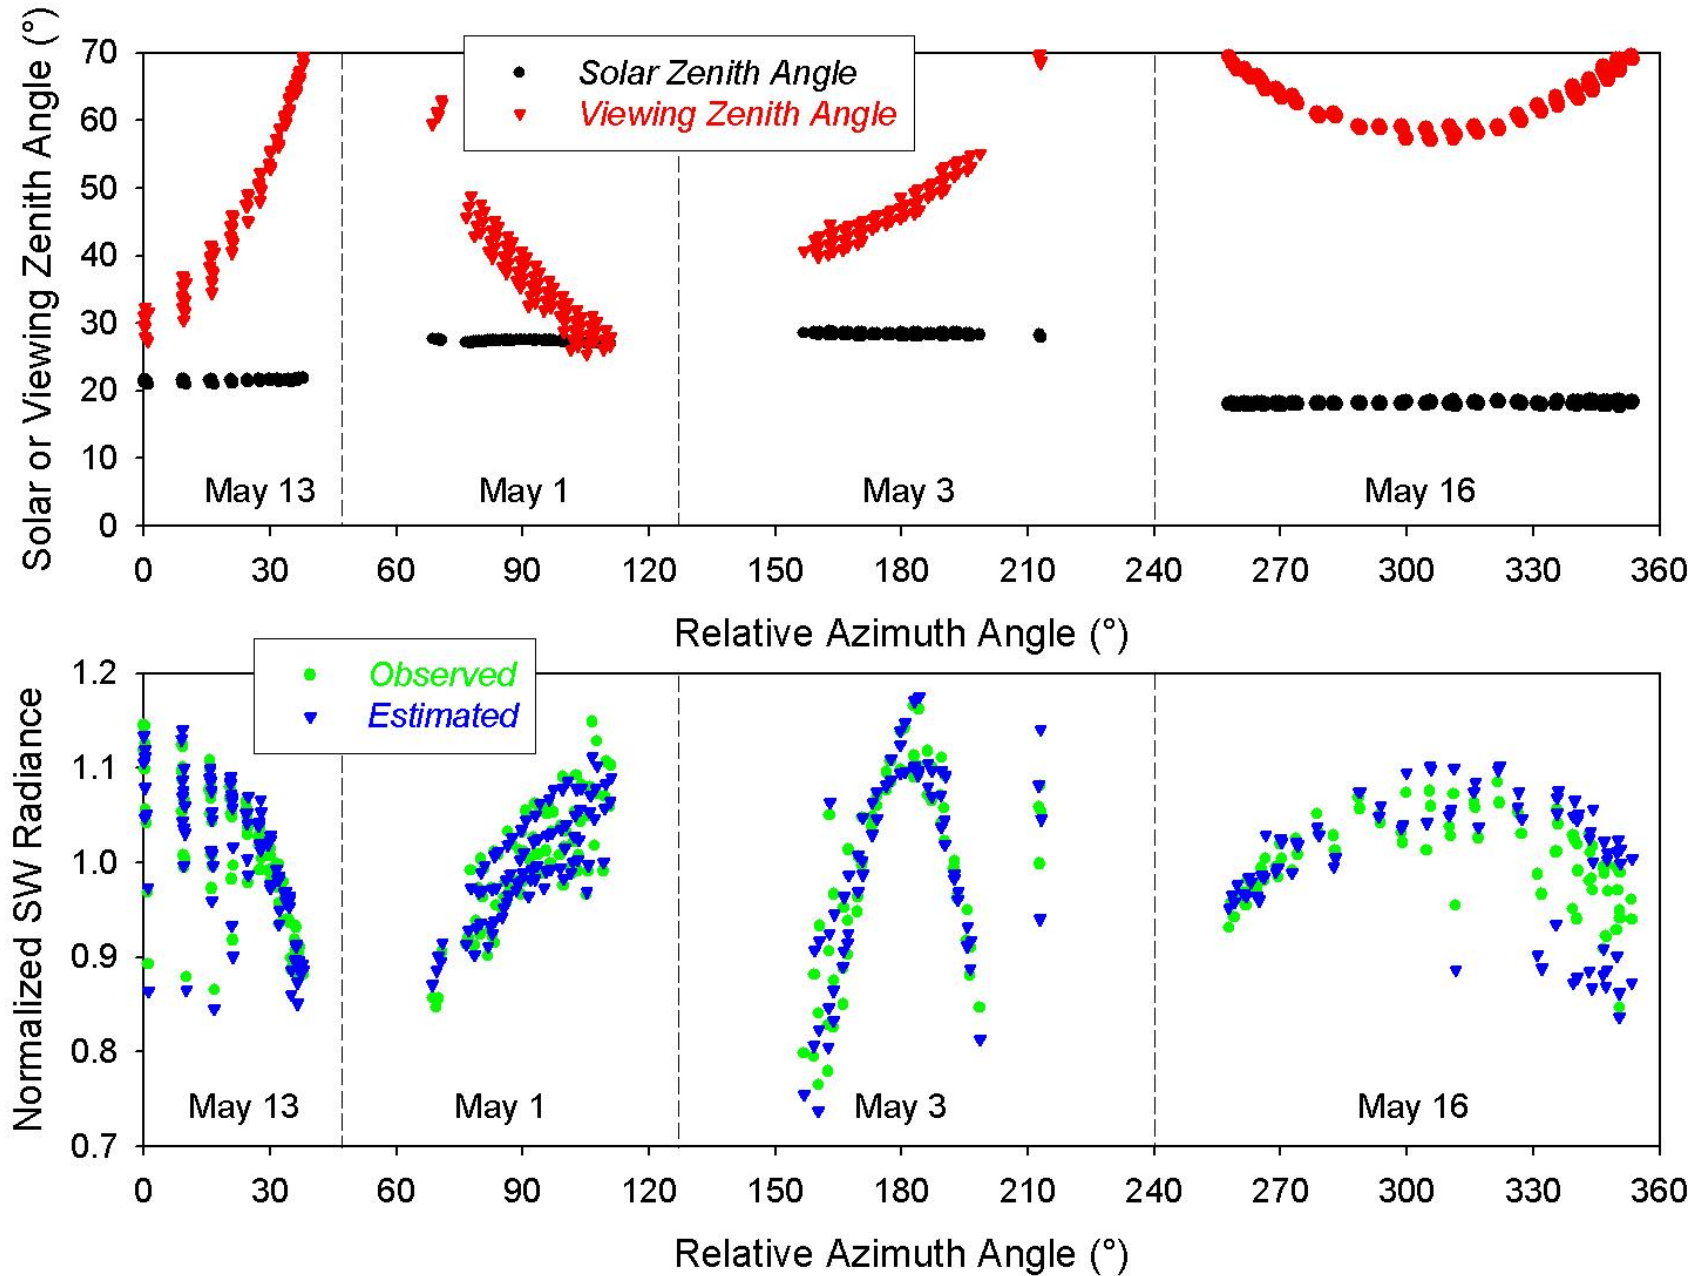 Solar or Viewing Zenith Angle (°)
70
60
50
40
30
20
10
0
Solar Zenith Angle
Viewing Zenith Angle
May 13
May 1
May 3
May 16
0 30 60 90 120 150 180 210 240 270 300 330 360
Relative Azimuth Angle (°)
Normalized SW Radiance
1.2
1.1
1.0
0.9
0.8
0.7
Observed
Estimated
May 13
May 1
May 3
May 16
0 30 60 90 120 150 180 210 240 270 300 330 360
Relative Azimuth Angle (°)